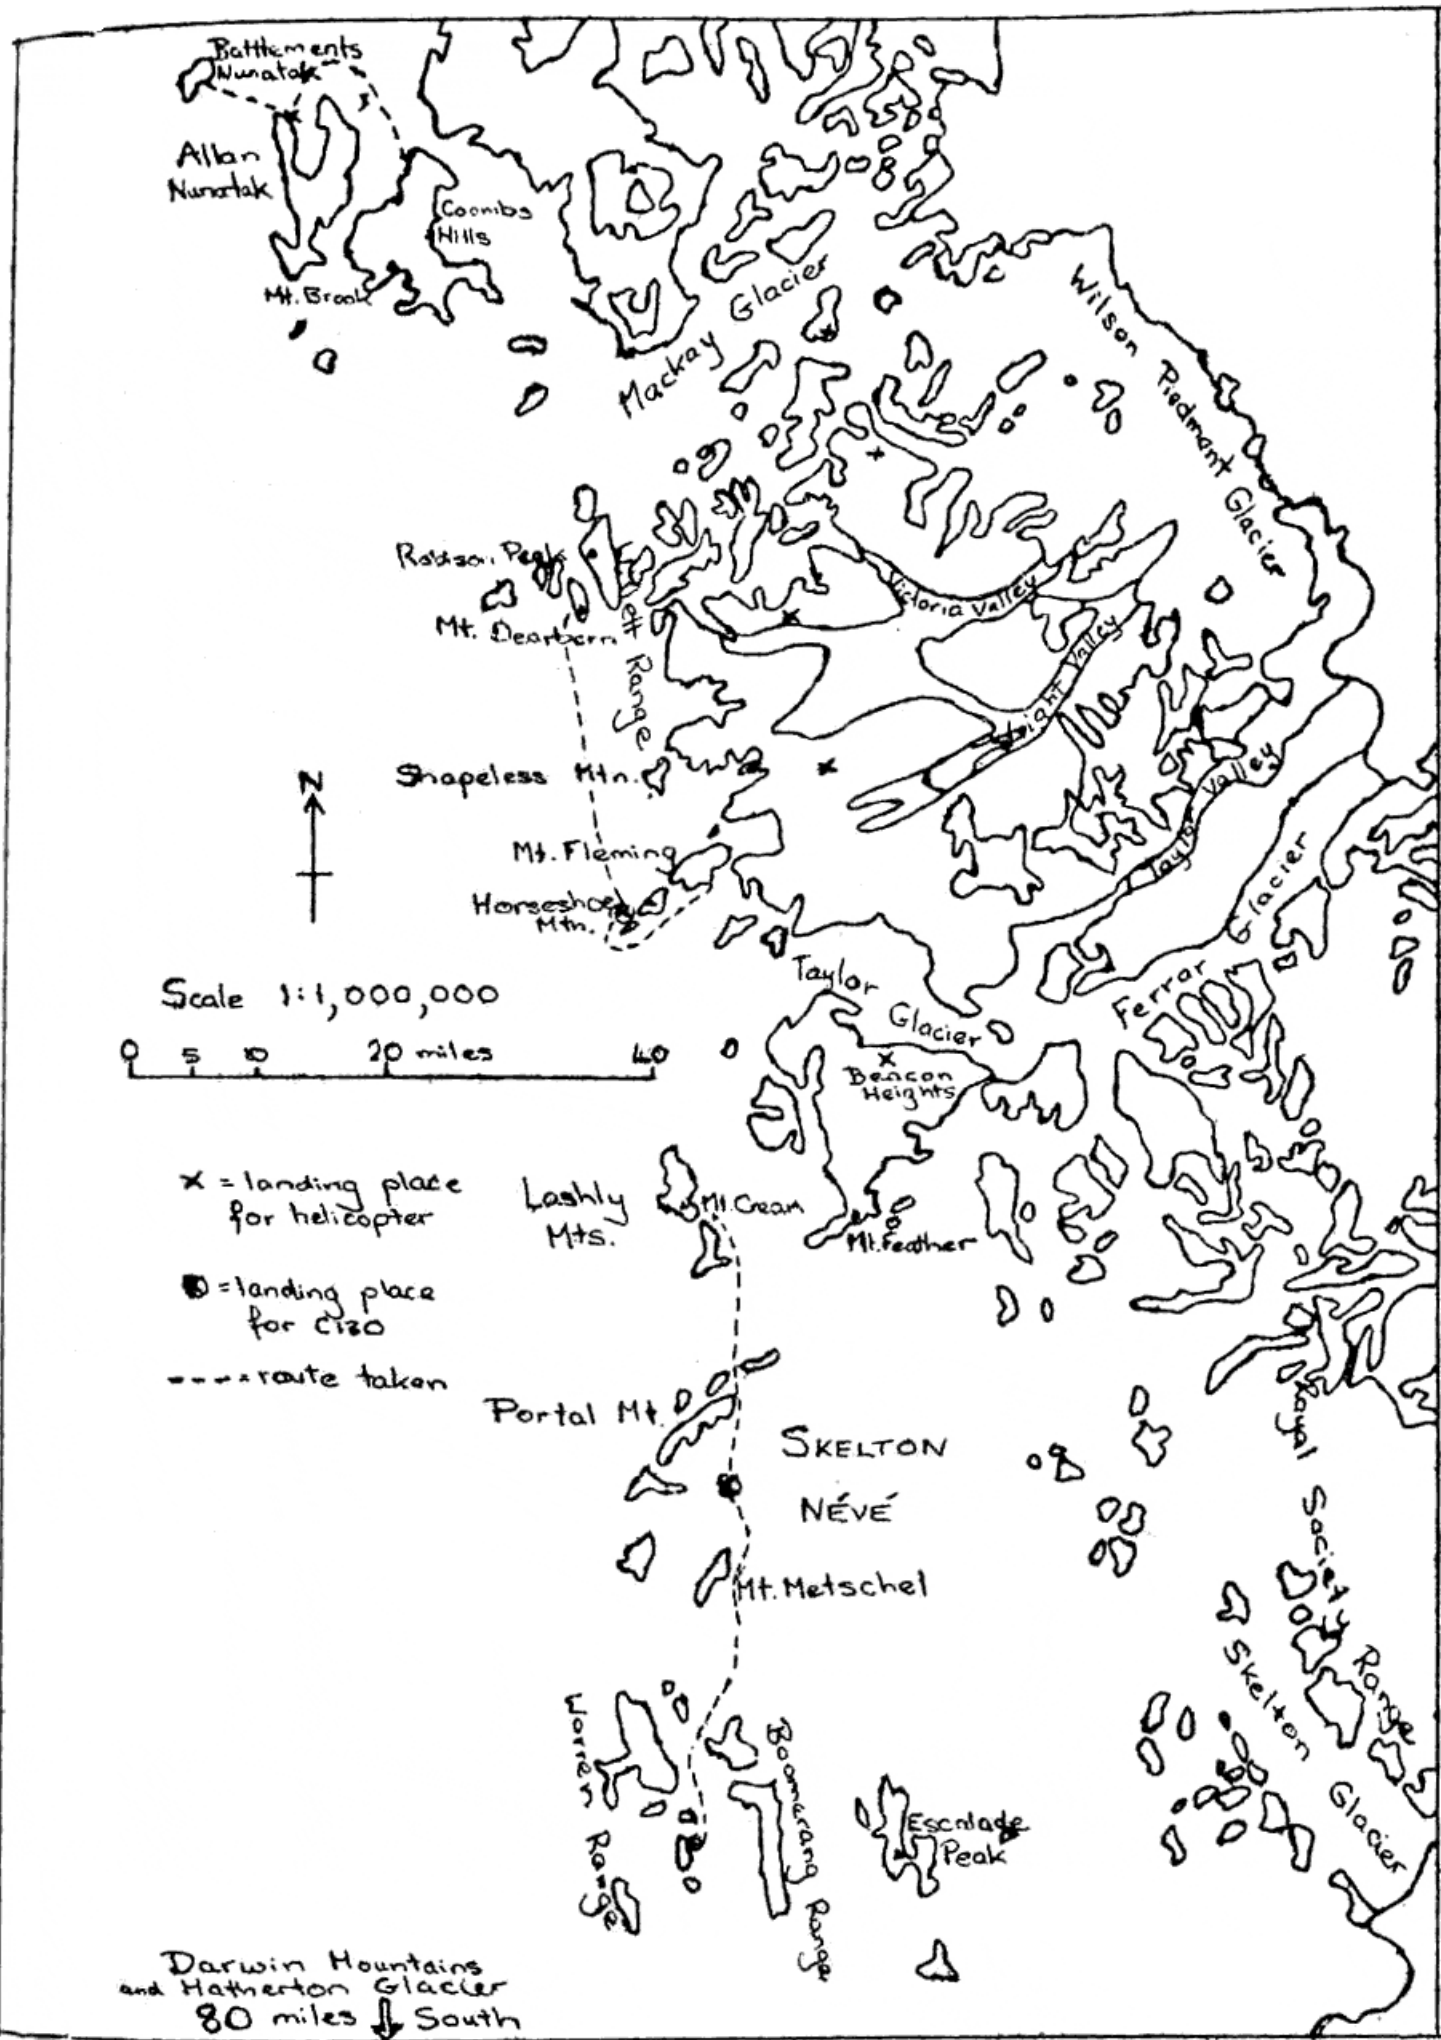 Battlements
Nunatak
Allan
Nunatak
Coombs
Hills
Mt. Brook
Mackay Glacier
Wilson Piedmont Glacier
Robison Peak
Mt. Dearborn
Range
Victoria Valley
Wright Valley
Shapeless Mtn.
N
Mt. Fleming
Horseshoe
Mtn.
Taylor Valley
Ferrar Glacier
Taylor Glacier
Scale 1:1,000,000
0 5 10 20 miles 40
Beacon
Heights
x = landing place
for helicopter
= landing place
for C130
---- route taken
Lashly
Mts.
Mt. Crean
Mt. Feather
Portal Mt.
SKELTON
NÉVÉ
Royal Society Range
Mt. Metschel
Skelton Glacier
Warren Range
Boomerang Range
Escalade
Peak
Darwin Mountains
and Hatherton Glacier
80 miles ⇓ South